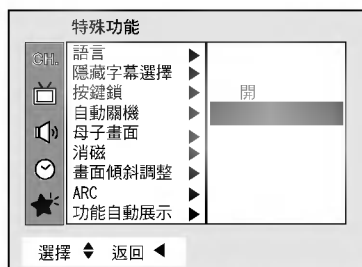 特殊功能
CH.
語言
隱藏字幕選擇
按鍵鎖
開
自動關機
母子畫面
消磁
畫面傾斜調整
ARC
功能自動展示
選擇 返回